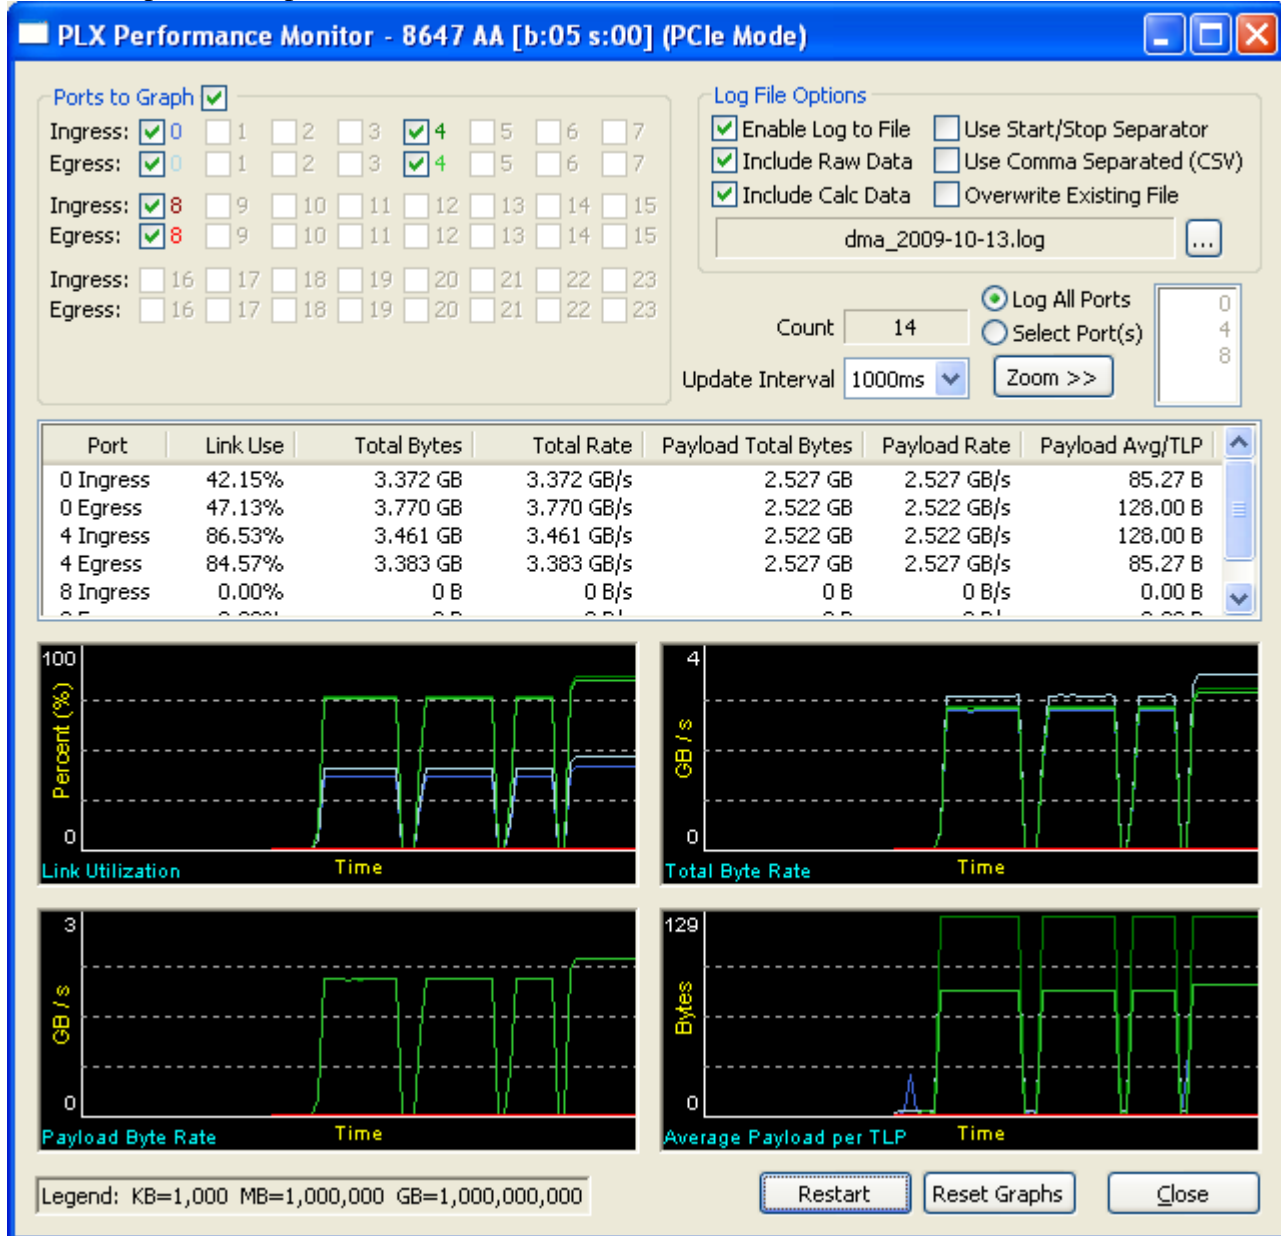 PLX Performance Monitor - 8647 AA [b:05 s:00] (PCIe Mode)
Ports to Graph
Ingress: 0 1 2 3 4 5 6 7
Egress: 0 1 2 3 4 5 6 7
Ingress: 8 9 10 11 12 13 14 15
Egress: 8 9 10 11 12 13 14 15
Ingress: 16 17 18 19 20 21 22 23
Egress: 16 17 18 19 20 21 22 23
Log File Options
Enable Log to File Use Start/Stop Separator
Include Raw Data Use Comma Separated (CSV)
Include Calc Data Overwrite Existing File
dma_2009-10-13.log ...
Count 14
Log All Ports
Select Port(s)
0
4
8
Update Interval 1000ms Zoom >>
Port Link Use Total Bytes Total Rate Payload Total Bytes Payload Rate Payload Avg/TLP
0 Ingress 42.15% 3.372 GB 3.372 GB/s 2.527 GB 2.527 GB/s 85.27 B
0 Egress 47.13% 3.770 GB 3.770 GB/s 2.522 GB 2.522 GB/s 128.00 B
4 Ingress 86.53% 3.461 GB 3.461 GB/s 2.522 GB 2.522 GB/s 128.00 B
4 Egress 84.57% 3.383 GB 3.383 GB/s 2.527 GB 2.527 GB/s 85.27 B
8 Ingress 0.00% 0 B 0 B/s 0 B 0 B/s 0.00 B
100
Percent (%)
0
Link Utilization Time
4
GB / s
0
Total Byte Rate Time
3
GB / s
0
Payload Byte Rate Time
129
Bytes
0
Average Payload per TLP Time
Legend: KB=1,000 MB=1,000,000 GB=1,000,000,000
Restart Reset Graphs Close